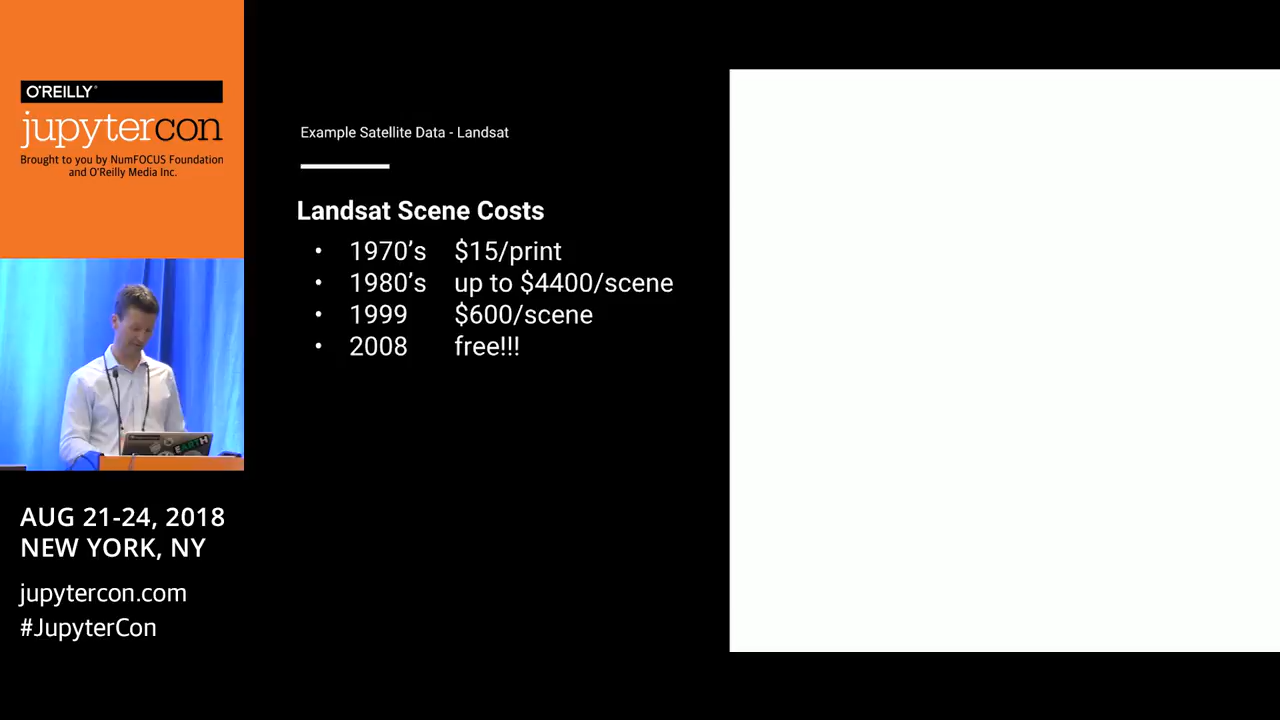 O'REILLY®
jupytercon
Brought to you by NumFOCUS Foundation
and O'Reilly Media Inc.
Example Satellite Data - Landsat
Landsat Scene Costs
• 1970’s $15/print
• 1980’s up to $4400/scene
• 1999 $600/scene
• 2008 free!!!
EARTH
AUG 21-24, 2018
NEW YORK, NY
jupytercon.com
#JupyterCon